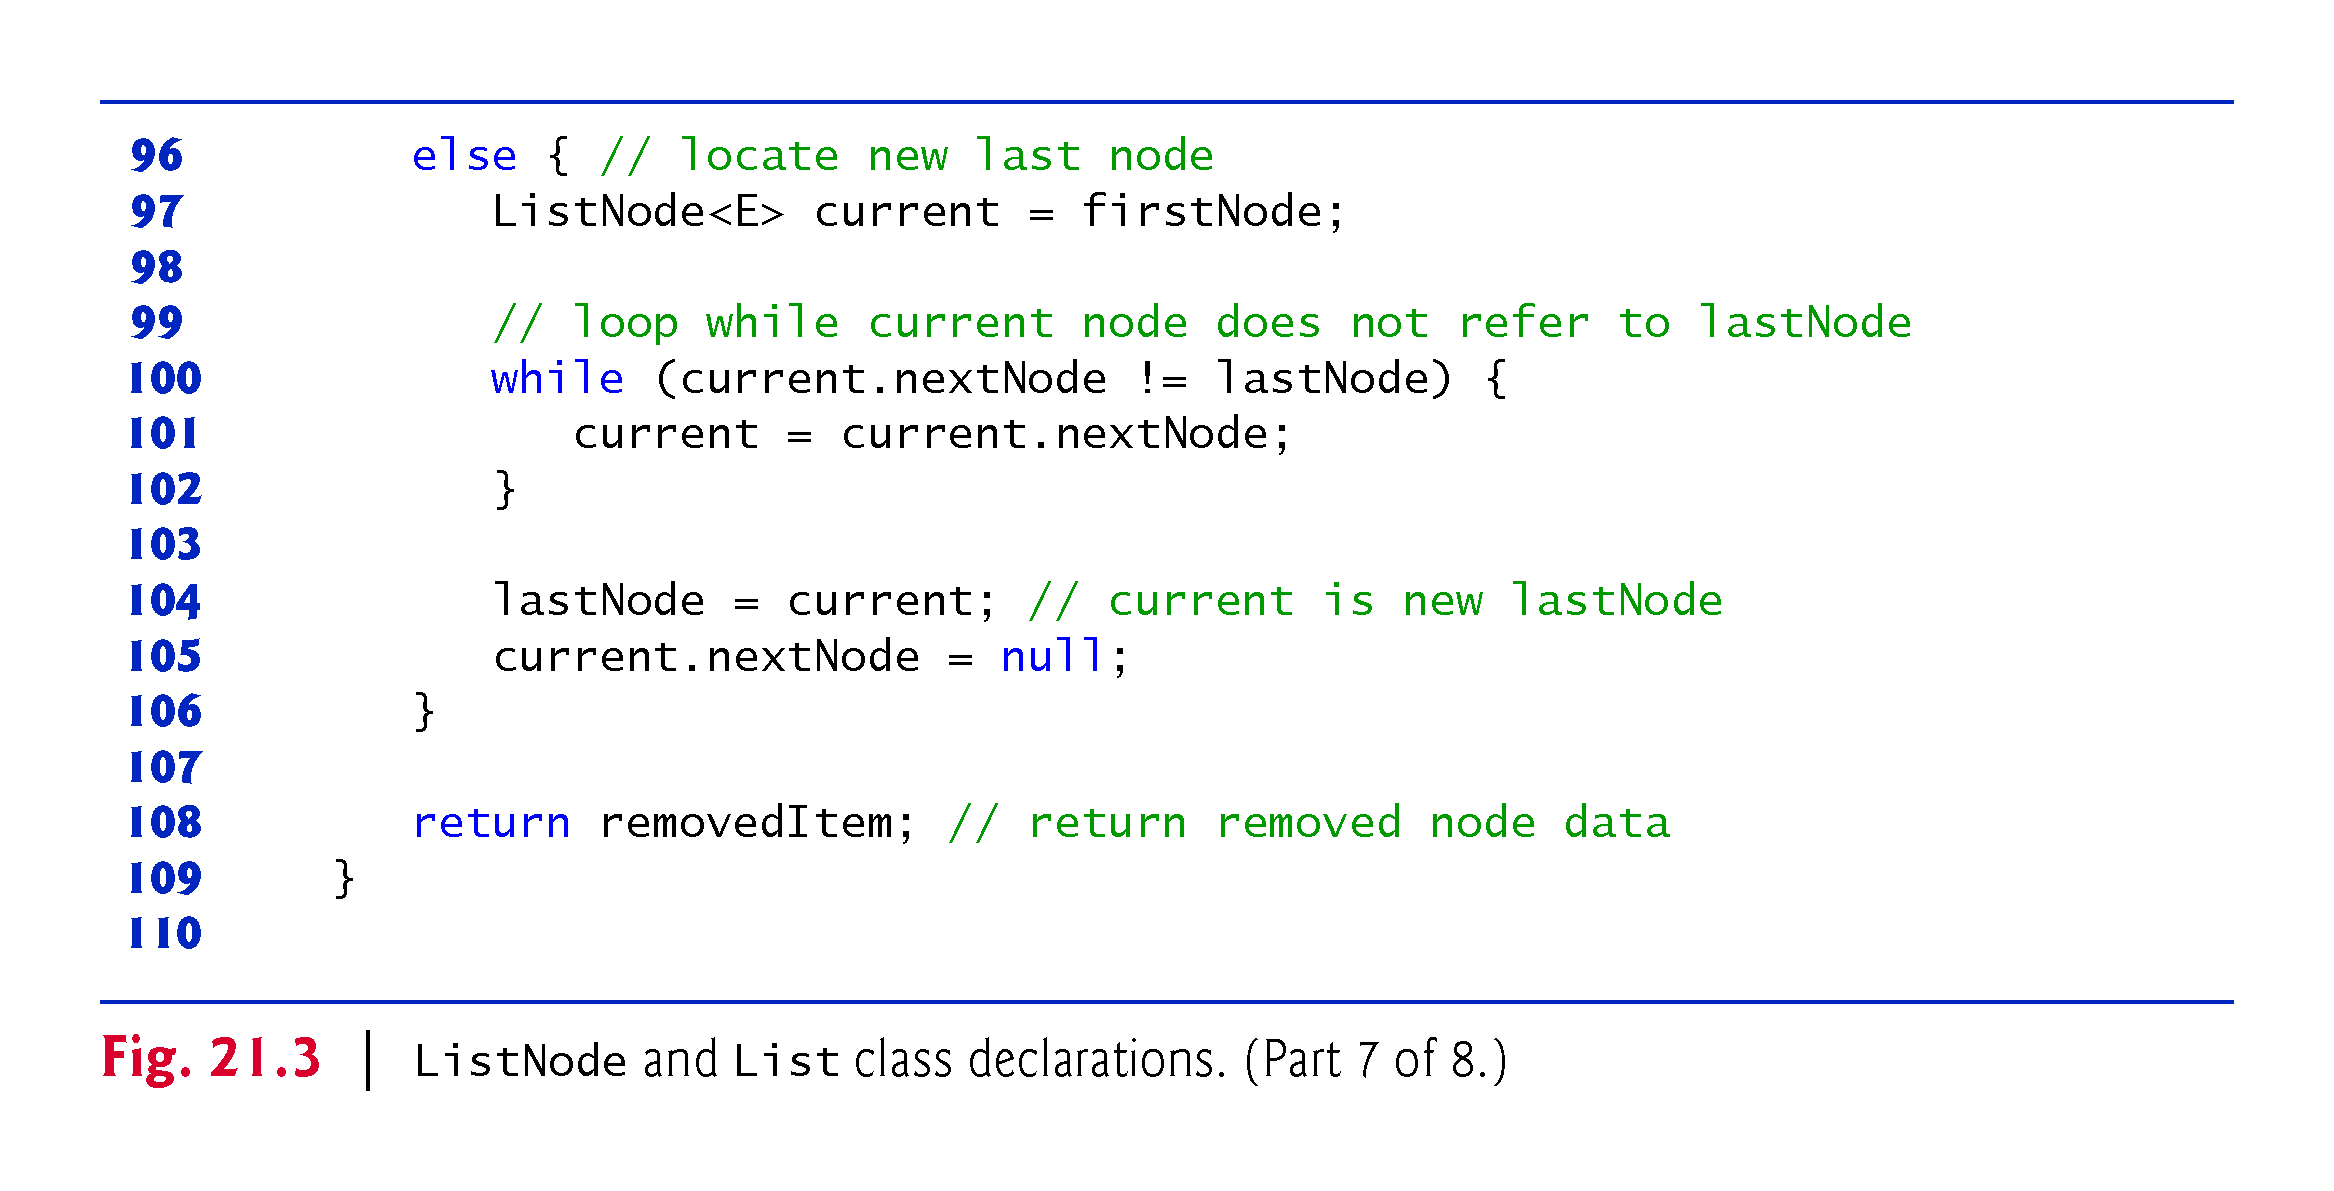 96 else { // locate new last node
97 ListNode<E> current = firstNode;
98
99 // loop while current node does not refer to lastNode
100 while (current.nextNode != lastNode) {
101 current = current.nextNode;
102 }
103
104 lastNode = current; // current is new lastNode
105 current.nextNode = null;
106 }
107
108 return removedItem; // return removed node data
109 }
110
Fig. 21.3 | ListNode and List class declarations. (Part 7 of 8.)